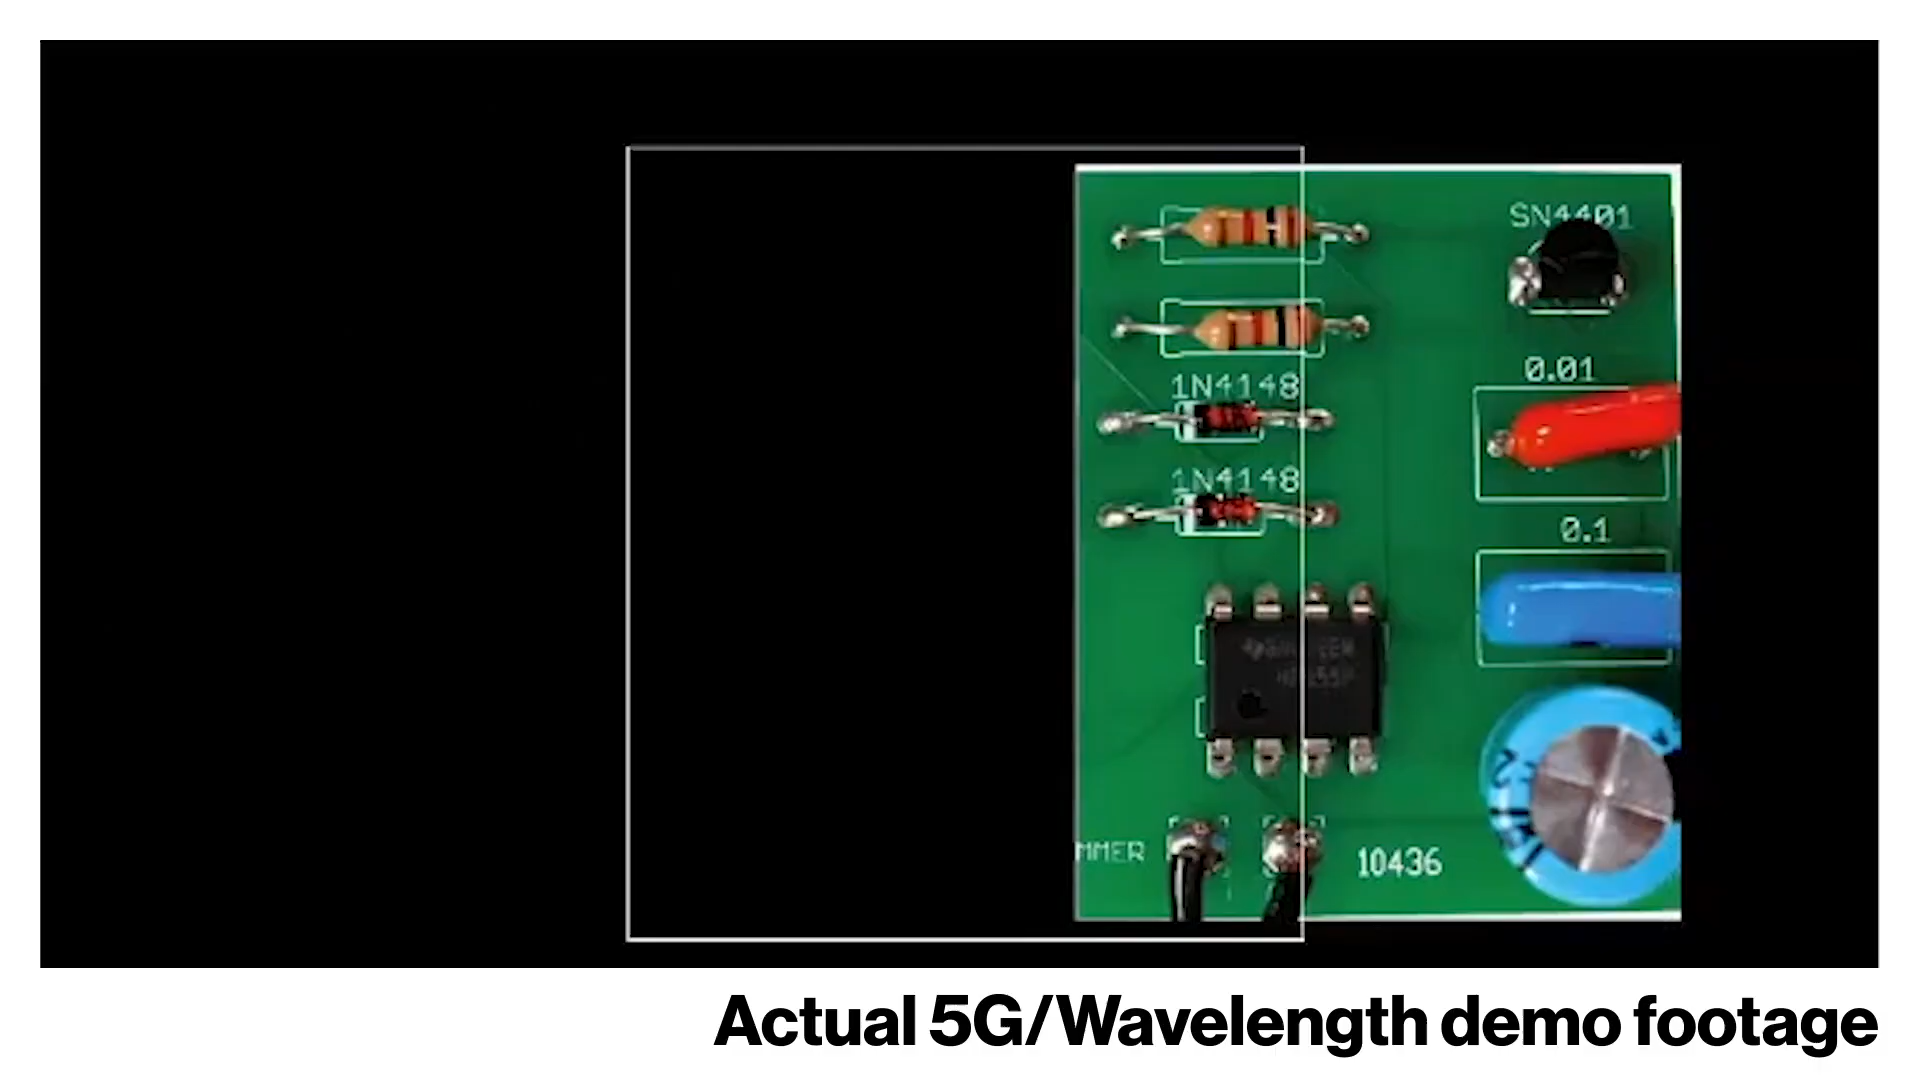 SN4401
0.01
1N4148
1N4148
0.1
MMER
10436
Actual 5G/Wavelength demo footage